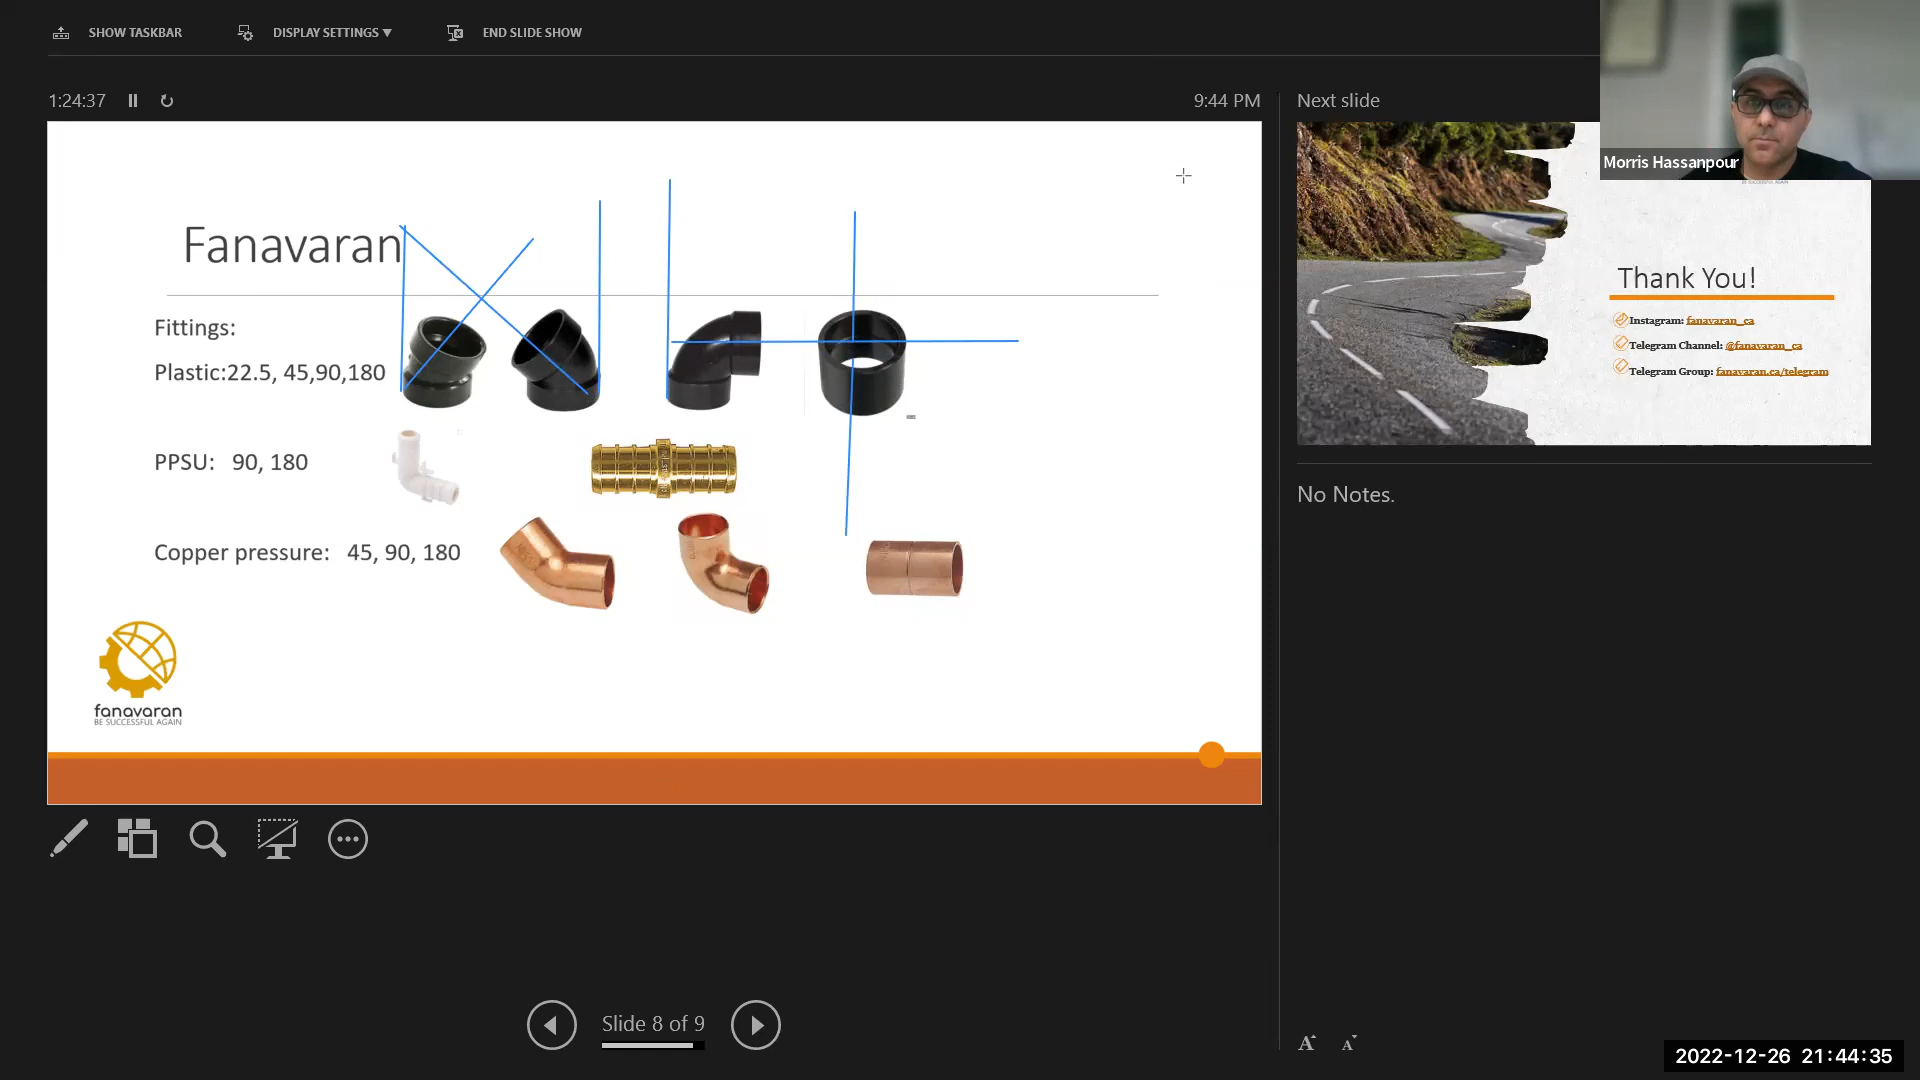 SHOW TASKBAR
DISPLAY SETTINGS ▼
END SLIDE SHOW
1:24:37
9:44 PM
Next slide
Morris Hassanpour
Fanavaran
Fittings:
Plastic:22.5, 45,90,180
PPSU: 90, 180
Copper pressure: 45, 90, 180
fanavaran
BE SUCCESSFUL AGAIN
Thank You!
Instagram: fanavaran_ca
Telegram Channel: @fanavaran_ca
Telegram Group: fanavaran.ca/telegram
No Notes.
Slide 8 of 9
A A
2022-12-26 21:44:35